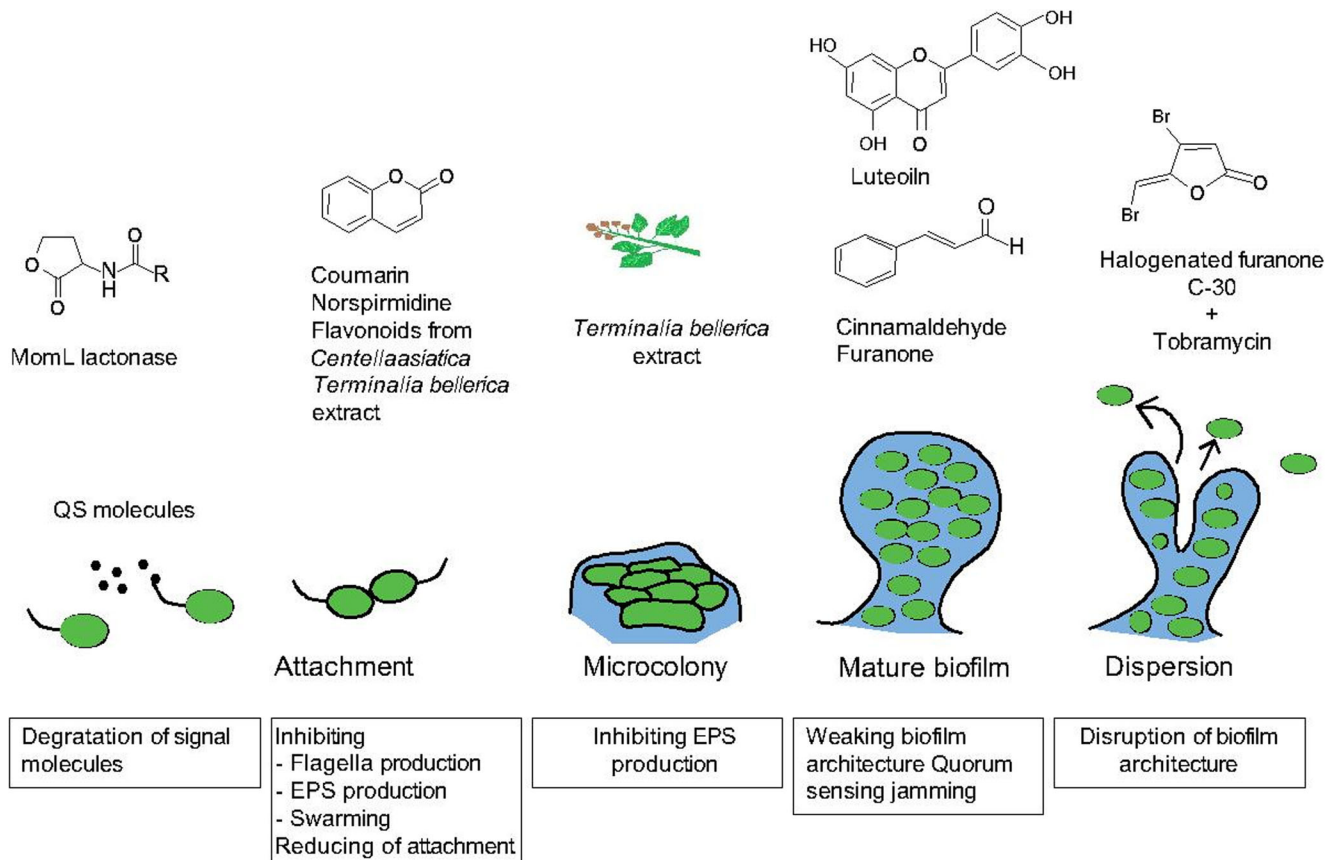 OH
HO
O
OH
OH
O
Luteoiln
Br
O
O
Br
O
O
O
H
O
O
N
H
R
O
MomL lactonase
Coumarin
Norspirmidine
Flavonoids from
Centellaasiatica
Terminalia bellerica
extract
Terminalia bellerica
extract
Cinnamaldehyde
Furanone
Halogenated furanone
C-30
+
Tobramycin
QS molecules
Attachment
Microcolony
Mature biofilm
Dispersion
Degratation of signal
molecules
Inhibiting
- Flagella production
- EPS production
- Swarming
Reducing of attachment
Inhibiting EPS
production
Weaking biofilm
architecture Quorum
sensing jamming
Disruption of biofilm
architecture